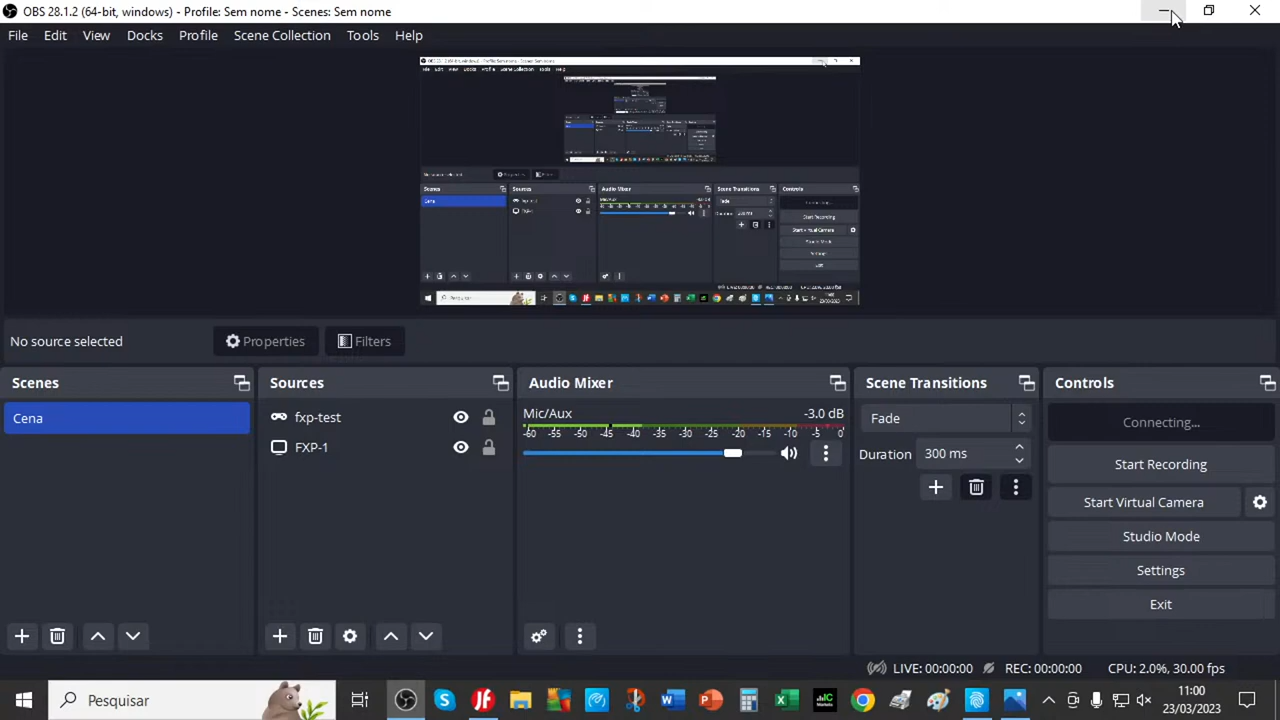 OBS 28.1.2 (64-bit, windows) - Profile: Sem nome - Scenes: Sem nome
File Edit View Docks Profile Scene Collection Tools Help
No source selected Properties Filters
Scenes
Cena
Sources
fxp-test
FXP-1
Audio Mixer
Mic/Aux -3.0 dB
-60 -55 -50 -45 -40 -35 -30 -25 -20 -15 -10 -5 0
Scene Transitions
Fade
Duration 300 ms
Controls
Connecting...
Start Recording
Start Virtual Camera
Studio Mode
Settings
Exit
LIVE: 00:00:00 REC: 00:00:00 CPU: 2.0%, 30.00 fps
Pesquisar
11:00
23/03/2023